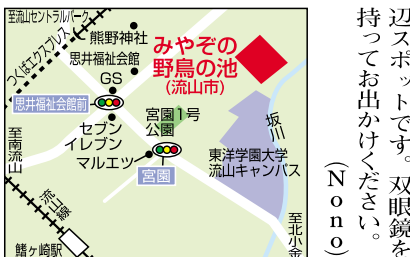 辺スポットです。双眼鏡を
持ってお出かけください。
(Nono)
至流山セントラルパーク
つくばエクスプレス
熊野神社
思井福祉会館
GS
みやぞの
野鳥の池
(流山市)
思井福祉会館前
セブン
イレブン
マルエツ
宮園1号
公園
宮園
坂川
東洋学園大学
流山キャンパス
至南流山
流山線
鰭ヶ崎駅
至北小金